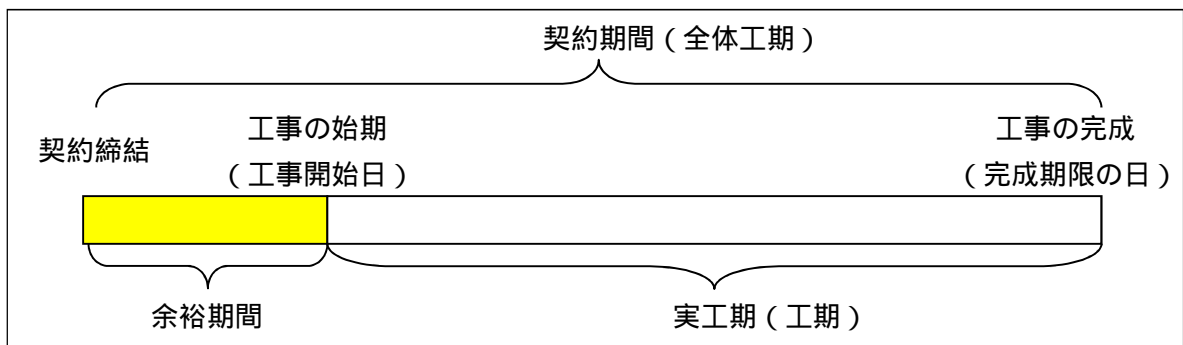 契約期間(全体工期)
契約締結
工事の始期
(工事開始日)
工事の完成
(完成期限の日)
余裕期間
実工期(工期)